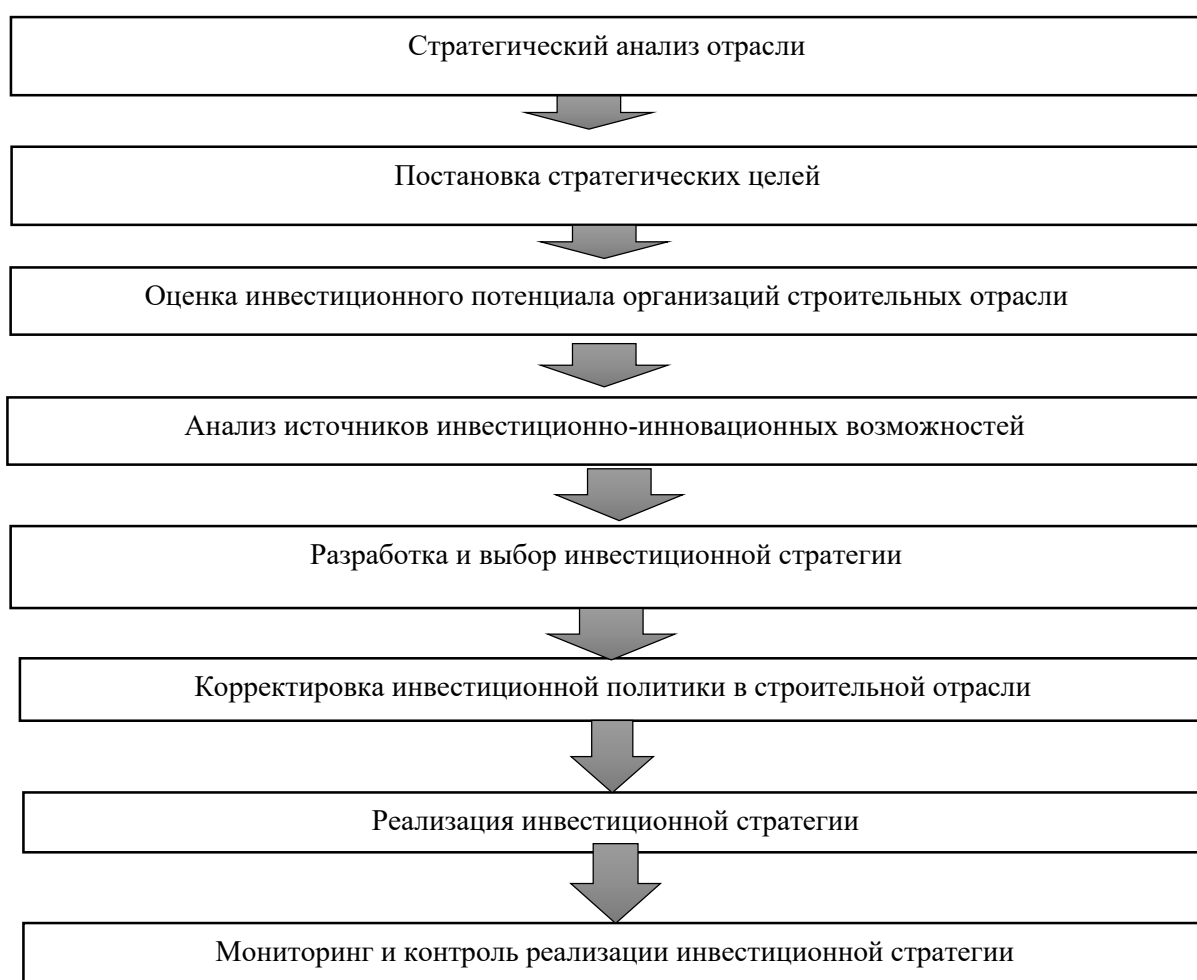 Стратегический анализ отрасли
Постановка стратегических целей
Оценка инвестиционного потенциала организаций строительных отрасли
Анализ источников инвестиционно-инновационных возможностей
Разработка и выбор инвестиционной стратегии
Корректировка инвестиционной политики в строительной отрасли
Реализация инвестиционной стратегии
Мониторинг и контроль реализации инвестиционной стратегии